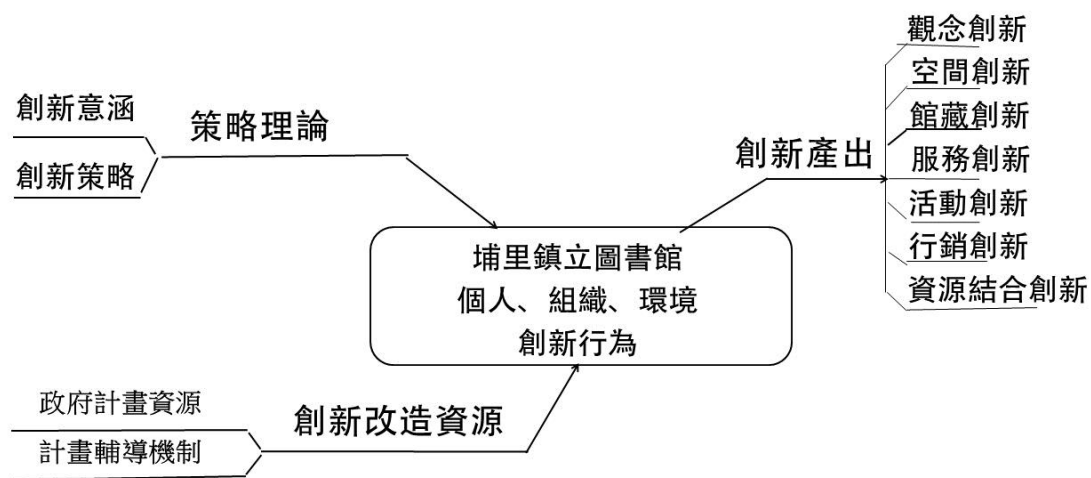 創新意涵
創新策略
策略理論
政府計畫資源
計畫輔導機制
創新改造資源
埔里鎮立圖書館
個人、組織、環境
創新行為
創新產出
觀念創新
空間創新
館藏創新
服務創新
活動創新
行銷創新
資源結合創新